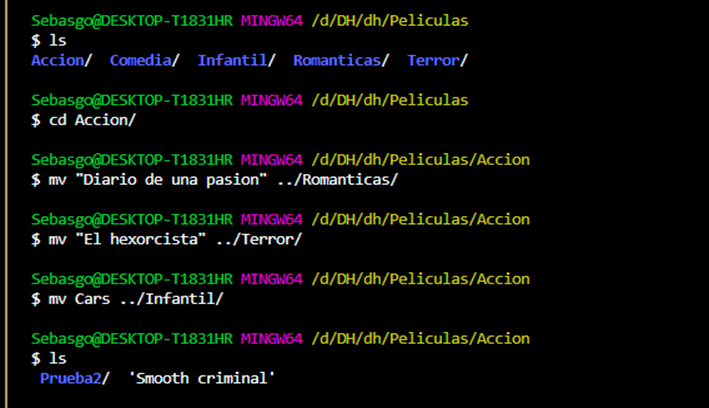 Sebasgo@DESKTOP-T1831HR MINGW64 /d/DH/dh/Peliculas
$ ls
Accion/  Comedia/  Infantil/  Romanticas/  Terror/
Sebasgo@DESKTOP-T1831HR MINGW64 /d/DH/dh/Peliculas
$ cd Accion/
Sebasgo@DESKTOP-T1831HR MINGW64 /d/DH/dh/Peliculas/Accion
$ mv "Diario de una pasion" ../Romanticas/
Sebasgo@DESKTOP-T1831HR MINGW64 /d/DH/dh/Peliculas/Accion
$ mv "El hexorcista" ../Terror/
Sebasgo@DESKTOP-T1831HR MINGW64 /d/DH/dh/Peliculas/Accion
$ mv Cars ../Infantil/
Sebasgo@DESKTOP-T1831HR MINGW64 /d/DH/dh/Peliculas/Accion
$ ls
Prueba2/  'Smooth criminal'